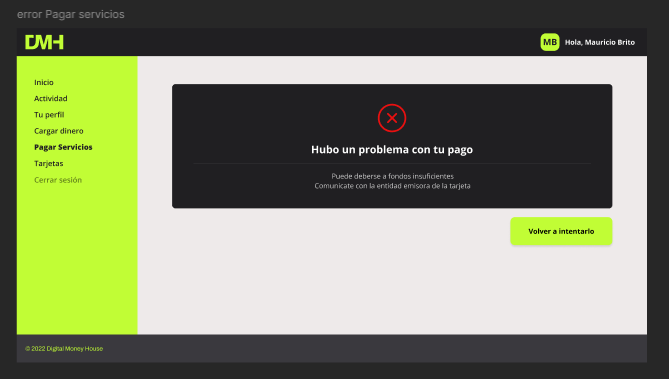 error Pagar servicios
DMH
MB Hola, Mauricio Brito
Inicio
Actividad
Tu perfil
Cargar dinero
Pagar Servicios
Tarjetas
Cerrar sesión
Hubo un problema con tu pago
Puede deberse a fondos insuficientes
Comunicate con la entidad emisora de la tarjeta
Volver a intentarlo
© 2022 Digital Money House